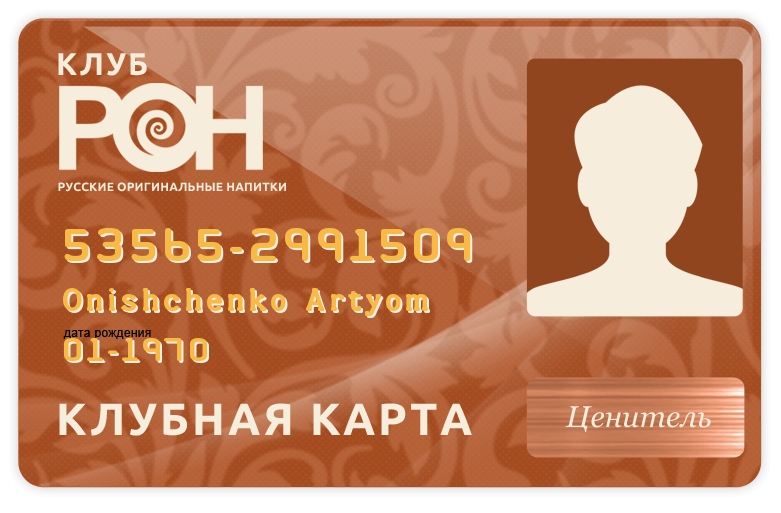 КЛУБ
РОН
РУССКИЕ ОРИГИНАЛЬНЫЕ НАПИТКИ
53565-2991509
Onishchenko Artyom
дата рождения
01-1970
КЛУБНАЯ КАРТА
Ценитель